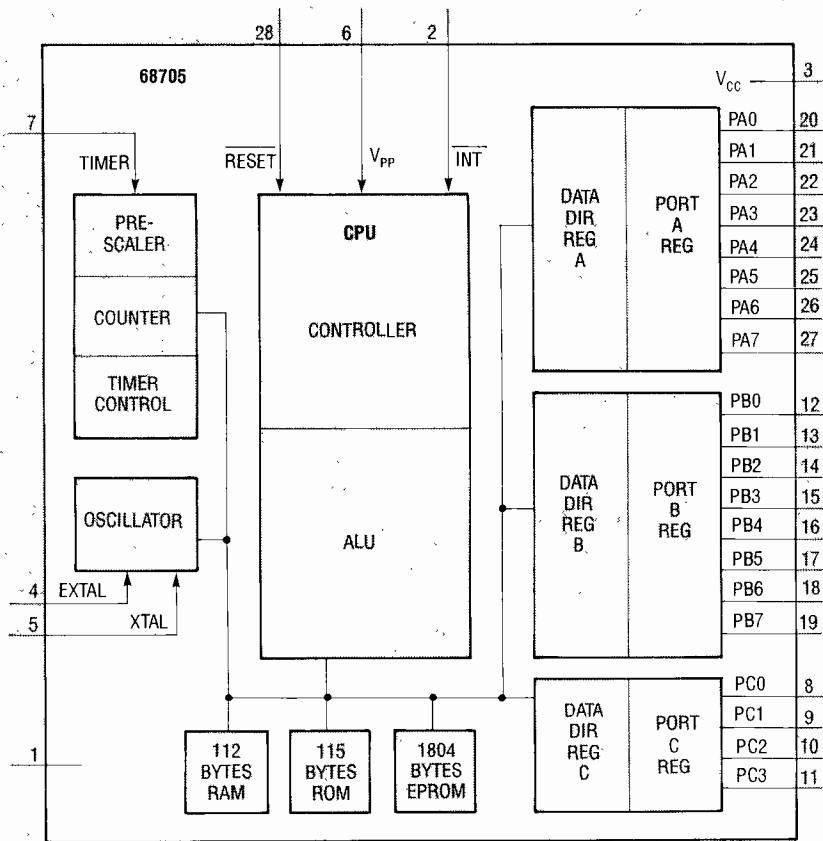 28
6
2
68705
V_CC
3
7
TIMER
RESET
V_PP
INT
PRE-
SCALER
COUNTER
TIMER
CONTROL
CPU
CONTROLLER
ALU
OSCILLATOR
4
EXTAL
5
XTAL
1
DATA
DIR
REG
A
PORT
A
REG
PA0 20
PA1 21
PA2 22
PA3 23
PA4 24
PA5 25
PA6 26
PA7 27
DATA
DIR
REG
B
PORT
B
REG
PB0 12
PB1 13
PB2 14
PB3 15
PB4 16
PB5 17
PB6 18
PB7 19
DATA
DIR
REG
C
PORT
C
REG
PC0 8
PC1 9
PC2 10
PC3 11
112
BYTES
RAM
115
BYTES
ROM
1804
BYTES
EPROM